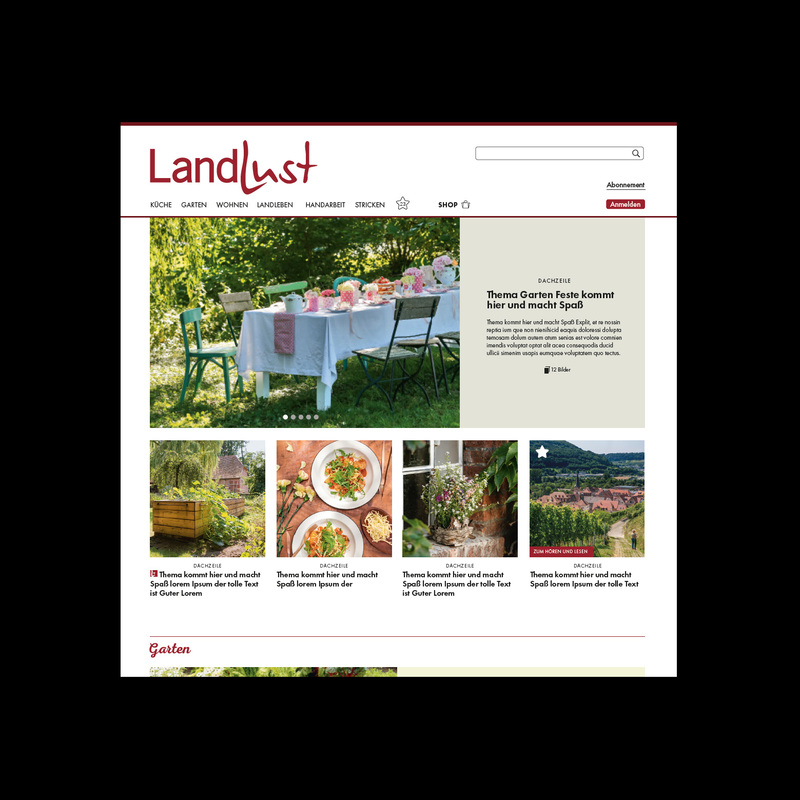 LandLust
Abonnement
KÜCHE GARTEN WOHNEN LANDLEBEN HANDARBEIT STRICKEN SHOP Anmelden
DACHZEILE
Thema Garten Feste kommt
hier und macht Spaß
Thema kommt hier und macht Spaß Explit, et re nossin
reptia ium que non nienihicid eaquis doloressi dolupta
temosam dolum autem atum senias est volore comnien
imendis voluptat optat alit acea consequodis ducid
ullicii simenim usapis eumquae voluptatem quo tectus.
12 Bilder
ZUM HÖREN UND LESEN
DACHZEILE
Thema kommt hier und macht
Spaß lorem Ipsum der tolle Text
ist Guter Lorem
DACHZEILE
Thema kommt hier und macht
Spaß lorem Ipsum der
DACHZEILE
Thema kommt hier und macht
Spaß lorem Ipsum der tolle Text
ist Guter Lorem
DACHZEILE
Thema kommt hier und macht
Spaß lorem Ipsum der tolle Text
Garten